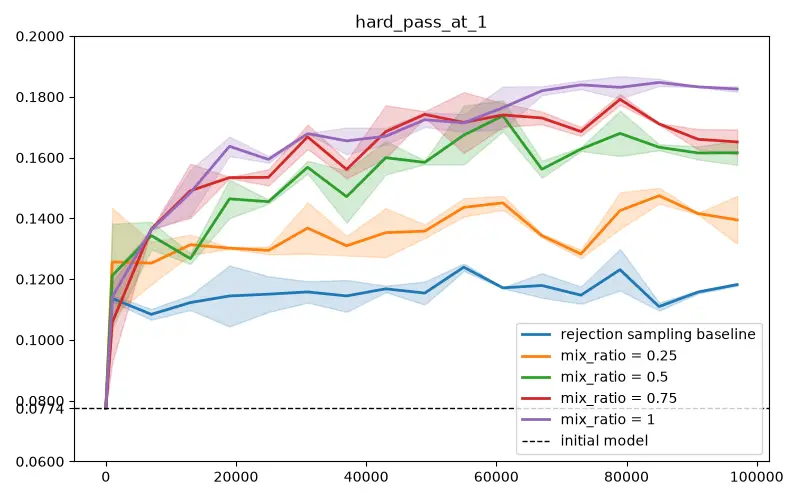 hard_pass_at_1
0.2000
0.1800
0.1600
0.1400
0.1200
0.1000
0.0800
0.0774
0.0600
rejection sampling baseline
mix_ratio = 0.25
mix_ratio = 0.5
mix_ratio = 0.75
mix_ratio = 1
initial model
0
20000
40000
60000
80000
100000